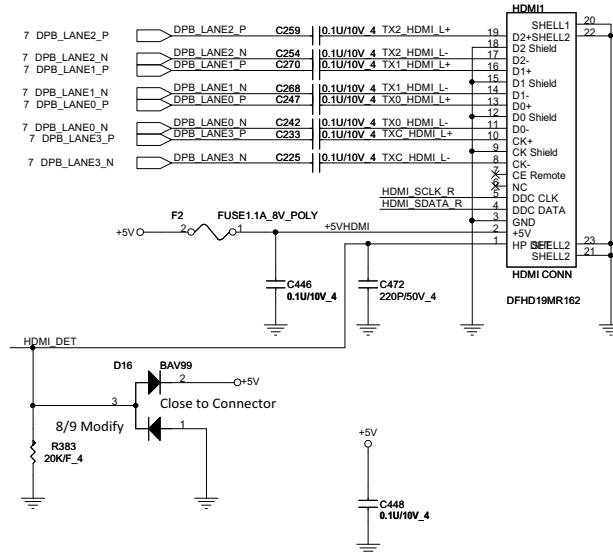 HDMI1
SHELL1 20
7 DPB_LANE2_P DPB_LANE2_P C259 0.1U/10V_4 TX2_HDMI_L+ 19 D2+ SHELL2 22
18 D2 Shield
7 DPB_LANE2_N DPB_LANE2_N C254 0.1U/10V_4 TX2_HDMI_L- 17 D2-
7 DPB_LANE1_P DPB_LANE1_P C270 0.1U/10V_4 TX1_HDMI_L+ 16 D1+
15 D1 Shield
7 DPB_LANE1_N DPB_LANE1_N C268 0.1U/10V_4 TX1_HDMI_L- 14 D1-
7 DPB_LANE0_P DPB_LANE0_P C247 0.1U/10V_4 TX0_HDMI_L+ 13 D0+
12 D0 Shield
7 DPB_LANE0_N DPB_LANE0_N C242 0.1U/10V_4 TX0_HDMI_L- 11 D0-
7 DPB_LANE3_P DPB_LANE3_P C233 0.1U/10V_4 TXC_HDMI_L+ 10 CK+
9 CK Shield
7 DPB_LANE3_N DPB_LANE3_N C225 0.1U/10V_4 TXC_HDMI_L- 8 CK-
7 CE Remote
6 NC
HDMI_SCLK_R 5 DDC CLK
HDMI_SDATA_R 4 DDC DATA
3 GND
F2 FUSE1.1A_8V_POLY
+5V 2 1 +5VHDMI 2 +5V
1 HP DET SHELL2 23
SHELL2 21
HDMI CONN
C446
0.1U/10V_4
C472
220P/50V_4
DFHD19MR162
HDMI_DET
D16 BAV99
2 +5V
3 Close to Connector
8/9 Modify 1
R383
20K/F_4
+5V
C448
0.1U/10V_4